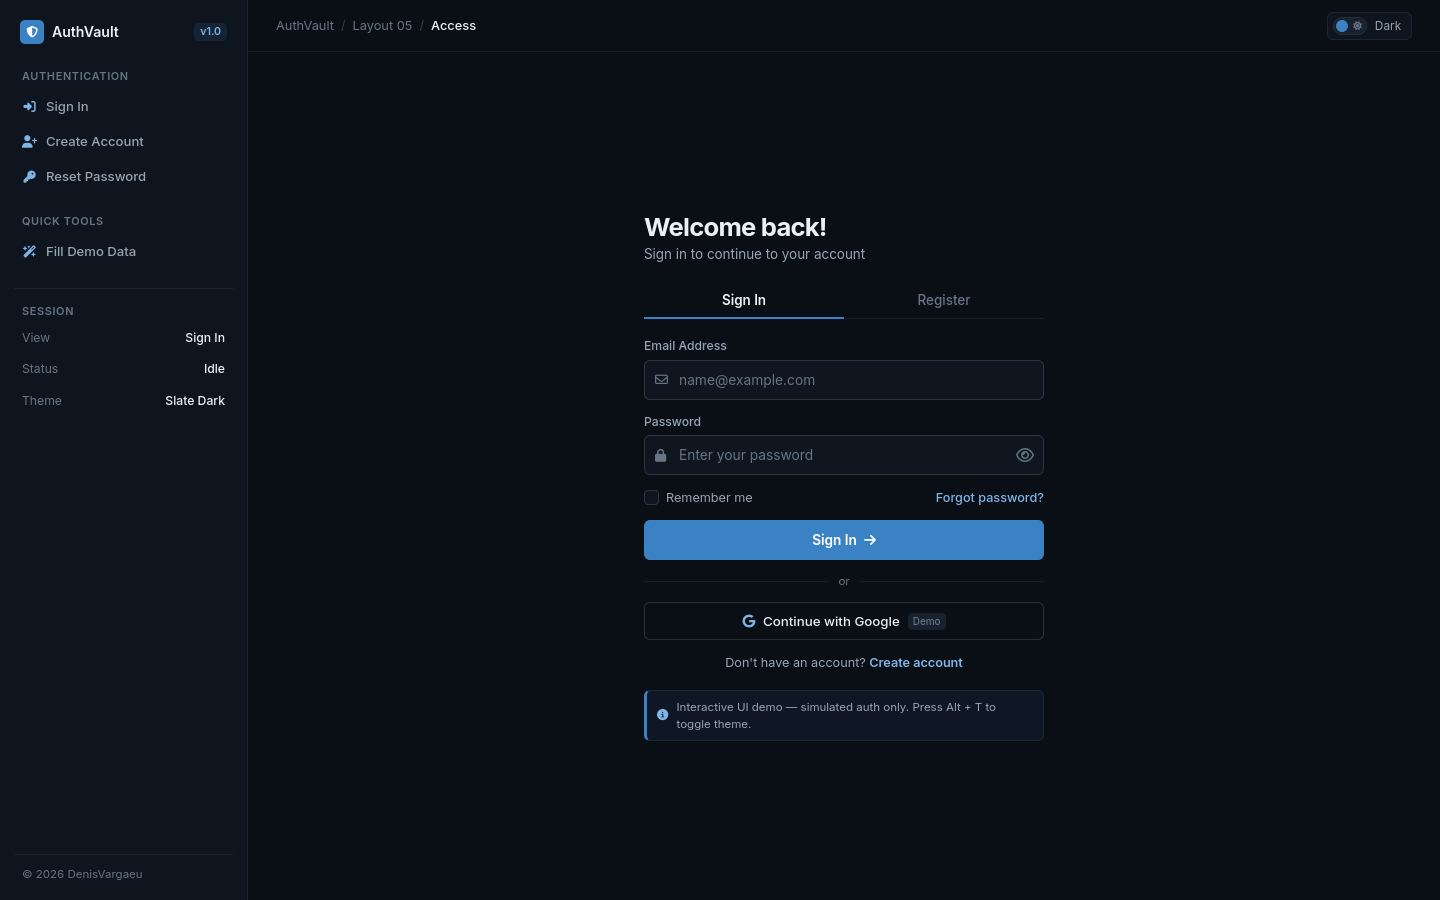 AuthVault v1.0
AUTHENTICATION
Sign In
Create Account
Reset Password
QUICK TOOLS
Fill Demo Data
SESSION
View Sign In
Status Idle
Theme Slate Dark
© 2026 DenisVargaeu
AuthVault / Layout 05 / Access
Dark
Welcome back!
Sign in to continue to your account
Sign In Register
Email Address
name@example.com
Password
Enter your password
Remember me Forgot password?
Sign In
or
Continue with Google Demo
Don't have an account? Create account
Interactive UI demo — simulated auth only. Press Alt + T to
toggle theme.